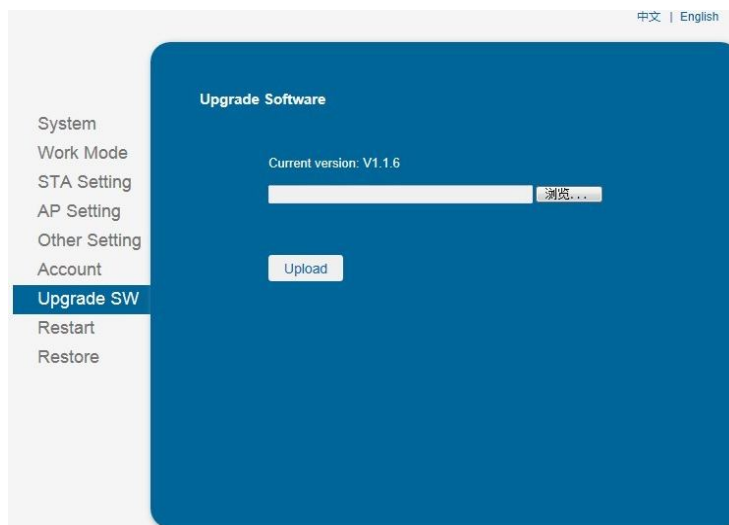 中文 | English
Upgrade Software
System
Work Mode
Current version: V1.1.6
STA Setting
浏览...
AP Setting
Other Setting
Account
Upload
Upgrade SW
Restart
Restore